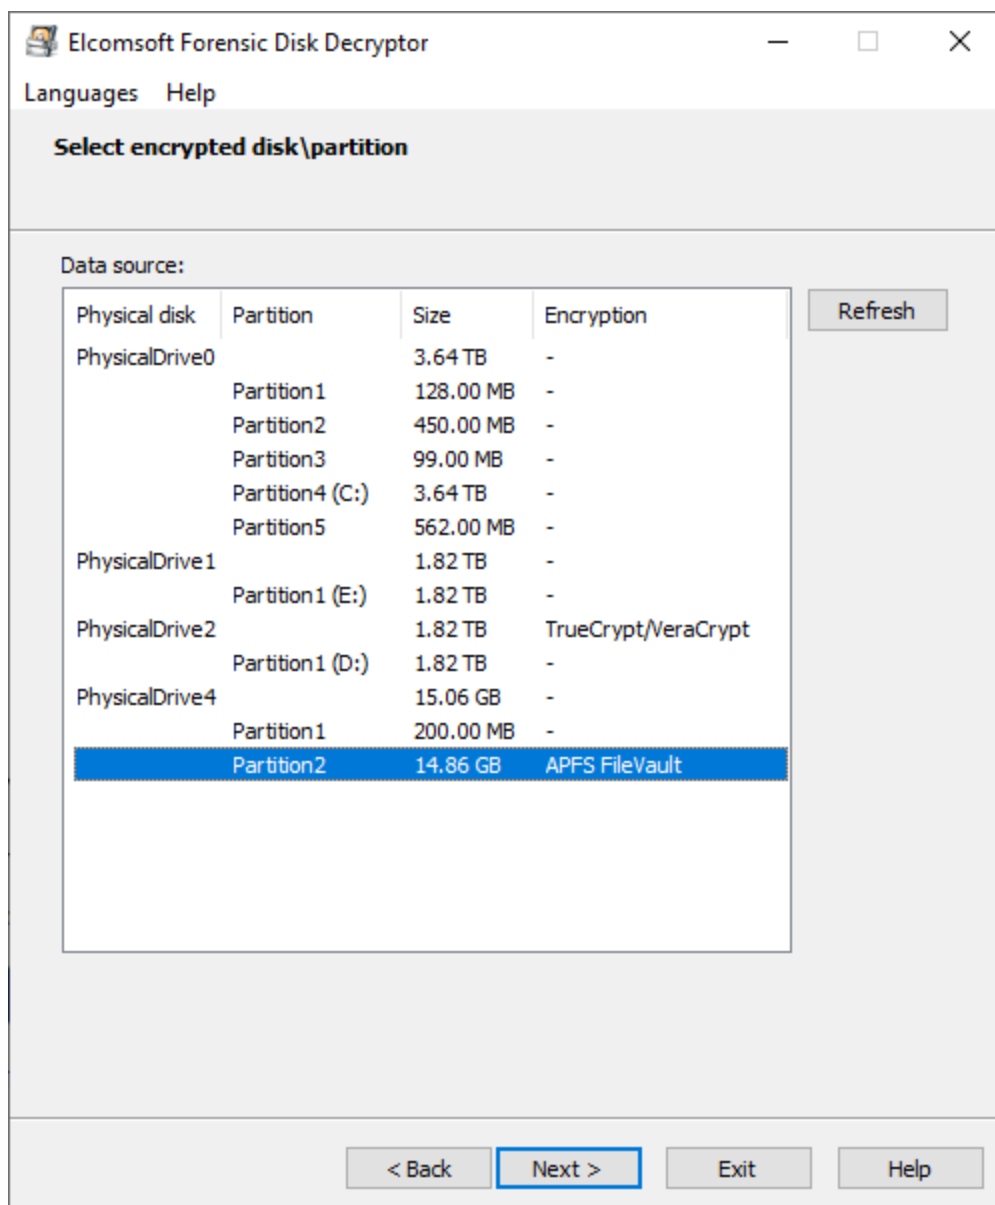 Elcomsoft Forensic Disk Decryptor
Languages Help
Select encrypted disk\partition
Data source:
Physical disk Partition Size Encryption
Refresh
PhysicalDrive0 3.64 TB -
Partition1 128.00 MB -
Partition2 450.00 MB -
Partition3 99.00 MB -
Partition4 (C:) 3.64 TB -
Partition5 562.00 MB -
PhysicalDrive1 1.82 TB -
Partition1 (E:) 1.82 TB -
PhysicalDrive2 1.82 TB TrueCrypt/VeraCrypt
Partition1 (D:) 1.82 TB -
PhysicalDrive4 15.06 GB -
Partition1 200.00 MB -
Partition2 14.86 GB APFS FileVault
< Back Next > Exit Help